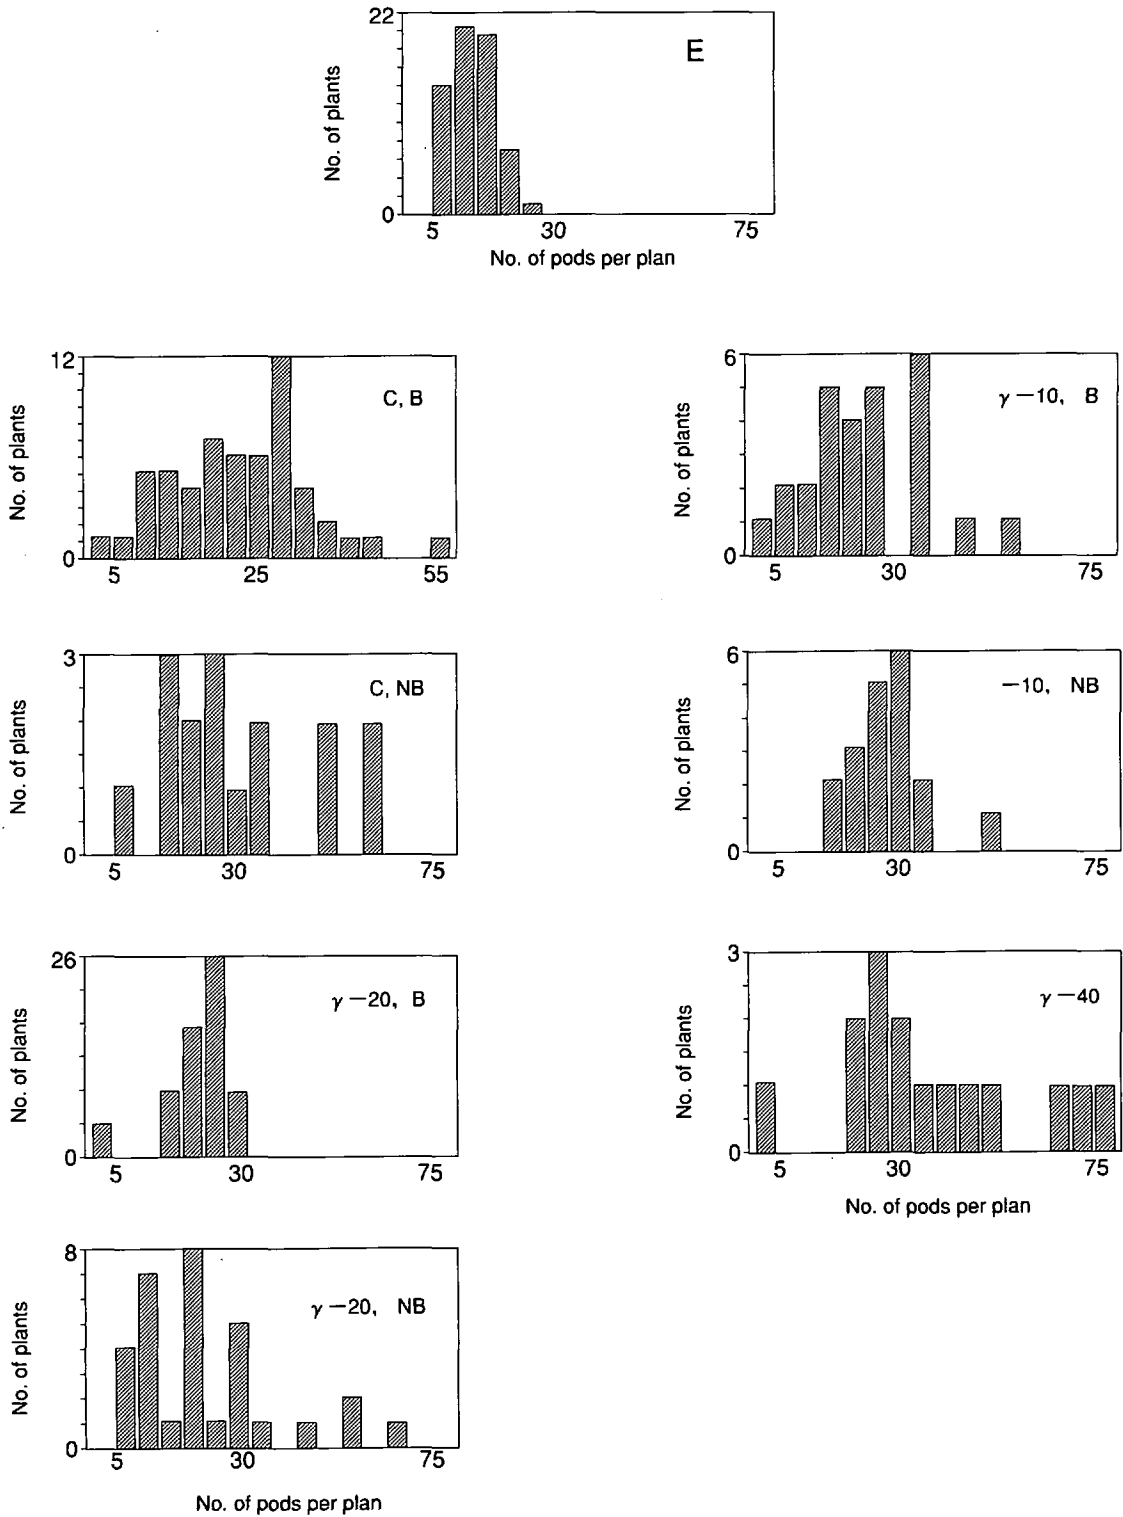 22
E
No. of plants
0
5 30 75
No. of pods per plan
12
C, B
No. of plants
0
5 25 55
6
γ −10, B
No. of plants
0
5 30 75
3
C, NB
No. of plants
0
5 30 75
6
−10, NB
No. of plants
0
5 30 75
26
γ −20, B
No. of plants
0
5 30 75
3
γ −40
No. of plants
0
5 30 75
No. of pods per plan
8
γ −20, NB
No. of plants
0
5 30 75
No. of pods per plan